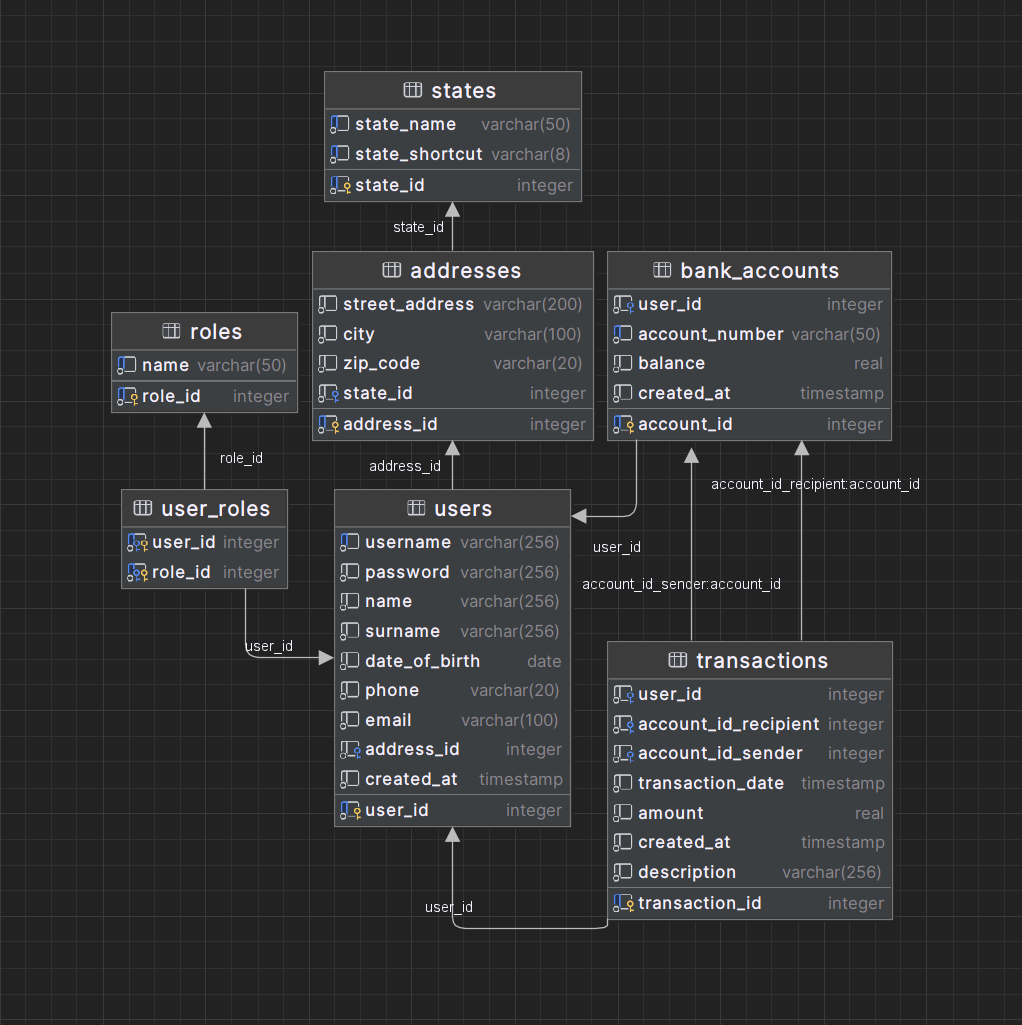 states
state_name varchar(50)
state_shortcut varchar(8)
state_id integer
state_id
addresses
street_address varchar(200)
city varchar(100)
zip_code varchar(20)
state_id integer
address_id integer
bank_accounts
user_id integer
account_number varchar(50)
balance real
created_at timestamp
account_id integer
roles
name varchar(50)
role_id integer
role_id
address_id
account_id_recipient:account_id
user_roles
user_id integer
role_id integer
user_id
users
username varchar(256)
password varchar(256)
name varchar(256)
surname varchar(256)
date_of_birth date
phone varchar(20)
email varchar(100)
address_id integer
created_at timestamp
user_id integer
user_id
account_id_sender:account_id
transactions
user_id integer
account_id_recipient integer
account_id_sender integer
transaction_date timestamp
amount real
created_at timestamp
description varchar(256)
transaction_id integer
user_id